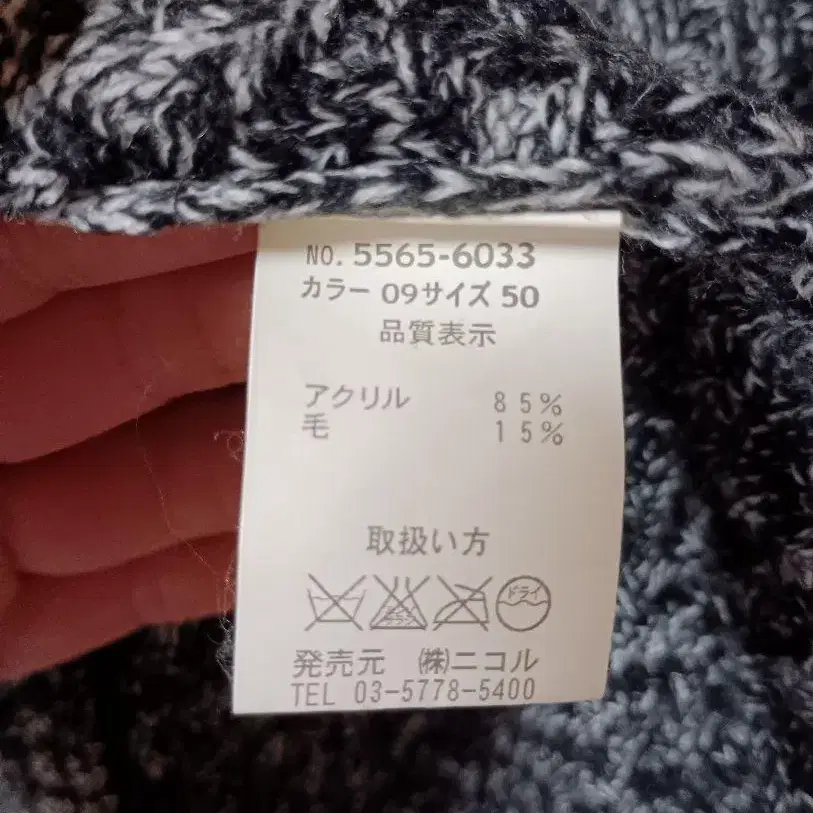 NO. 5565-6033
カラー 09サイズ 50
品質表示
アクリル 85%
毛 15%
取扱い方
ドライ
発売元 ㈱ニコル
TEL 03-5778-5400